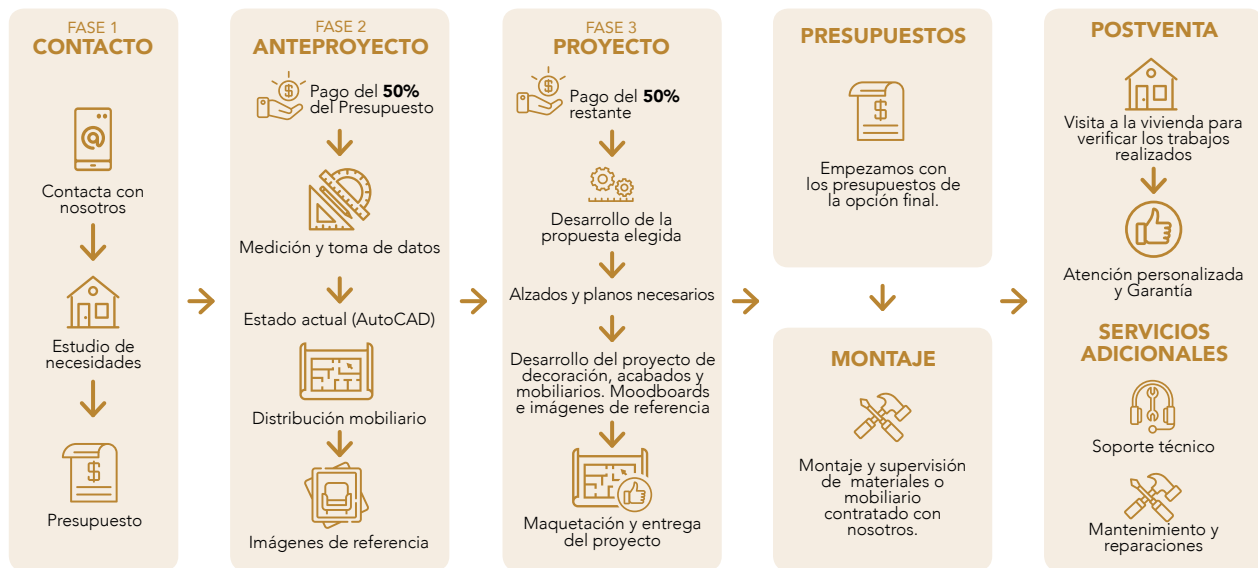 FASE 1
CONTACTO
Contacta con
nosotros
Estudio de
necesidades
$
Presupuesto
FASE 2
ANTEPROYECTO
$
Pago del 50%
del Presupuesto
Medición y toma de datos
Estado actual (AutoCAD)
Distribución mobiliario
Imágenes de referencia
FASE 3
PROYECTO
$
Pago del 50%
restante
Desarrollo de la
propuesta elegida
Alzados y planos necesarios
Desarrollo del proyecto de
decoración, acabados y
mobiliarios. Moodboards
e imágenes de referencia
Maquetación y entrega
del proyecto
PRESUPUESTOS
$
Empezamos con
los presupuestos de
la opción final.
MONTAJE
Montaje y supervisión
de materiales o
mobiliario
contratado con
nosotros.
POSTVENTA
Visita a la vivienda para
verificar los trabajos
realizados
Atención personalizada
y Garantía
SERVICIOS
ADICIONALES
Soporte técnico
Mantenimiento y
reparaciones